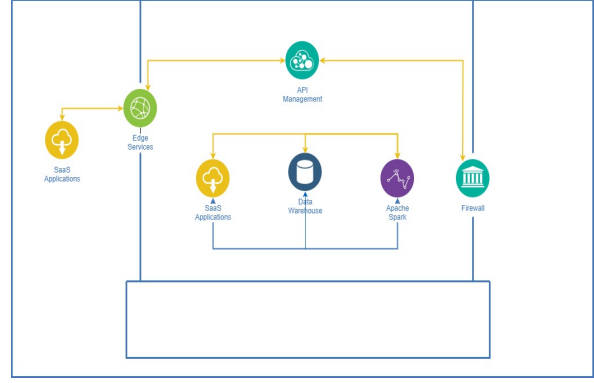 API
Management
Edge
Services
SaaS
Applications
SaaS
Applications
Data
Warehouse
Apache
Spark
Firewall